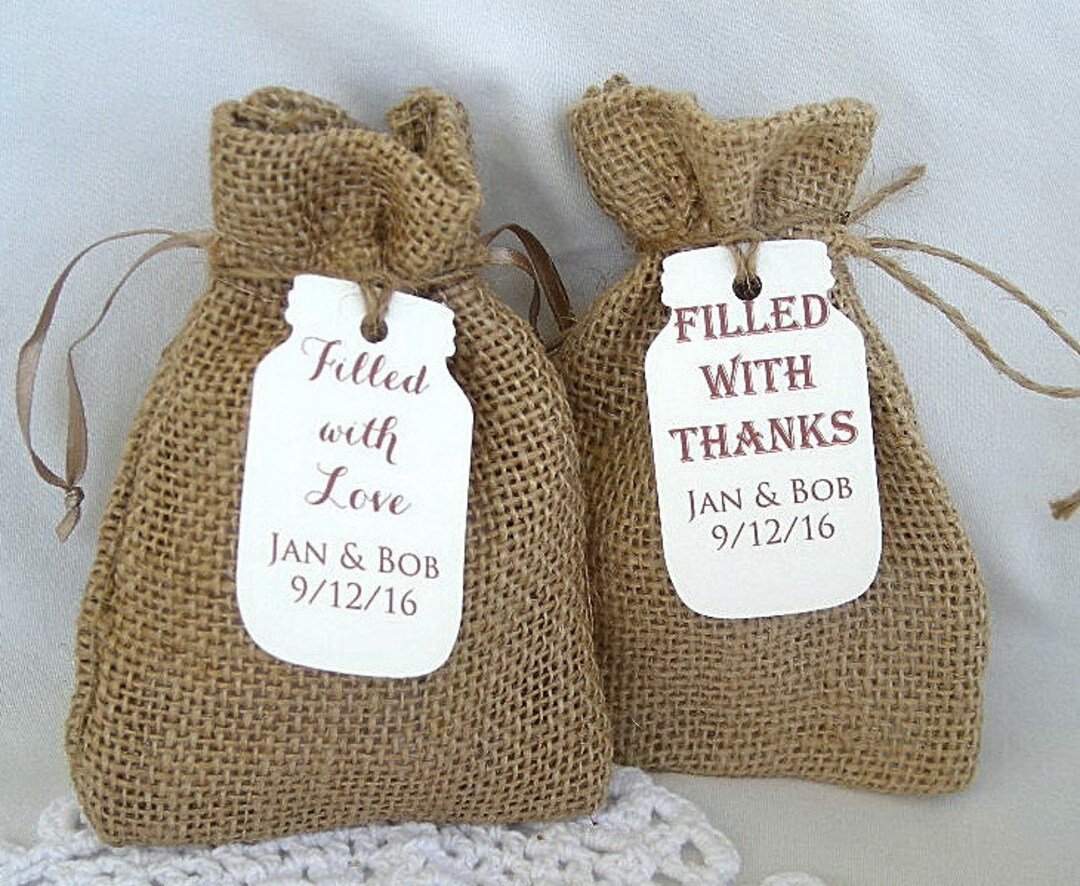 Filled
with
Love
JAN & BOB
9/12/16
FILLED
WITH
THANKS
JAN & BOB
9/12/16